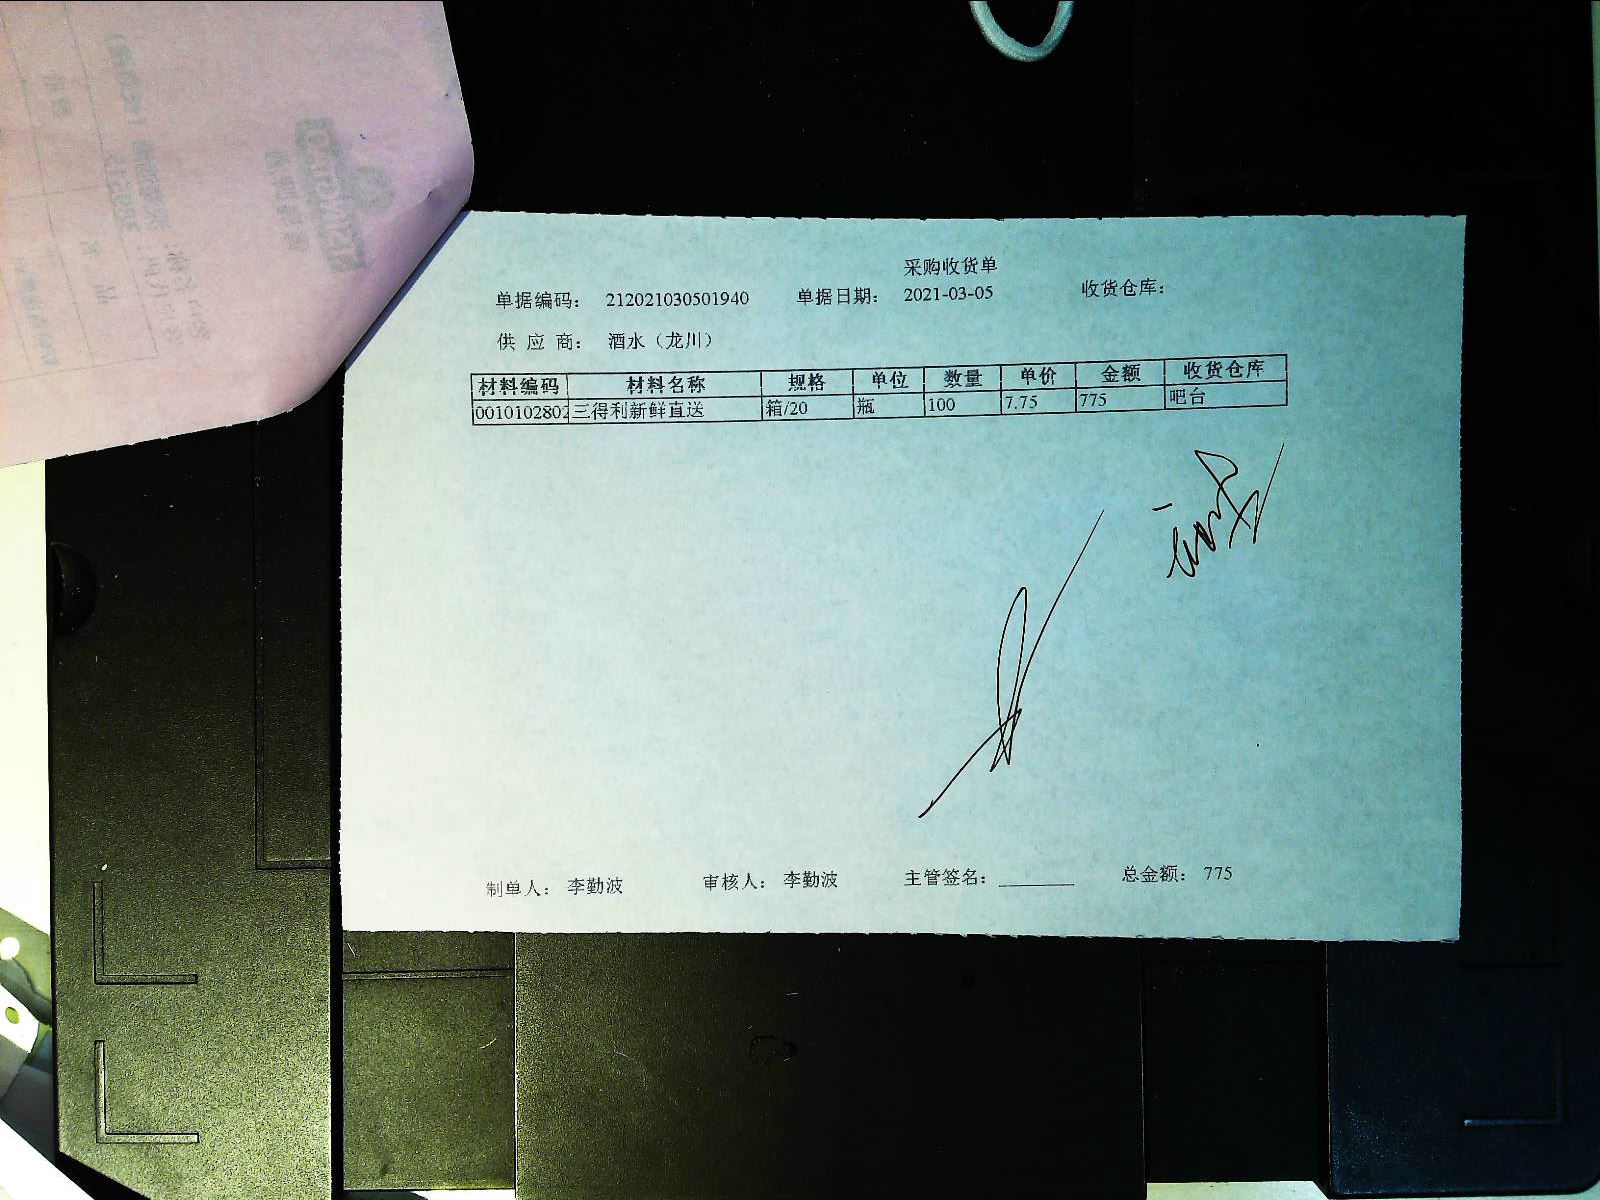 采购收货单
单据编码： 212021030501940 单据日期： 2021-03-05 收货仓库：
供 应 商： 酒水（龙川）
材料编码 材料名称 规格 单位 数量 单价 金额 收货仓库
0010102802 三得利新鲜直送 箱/20 瓶 100 7.75 775 吧台
制单人： 李勤波 审核人： 李勤波 主管签名： 总金额： 775